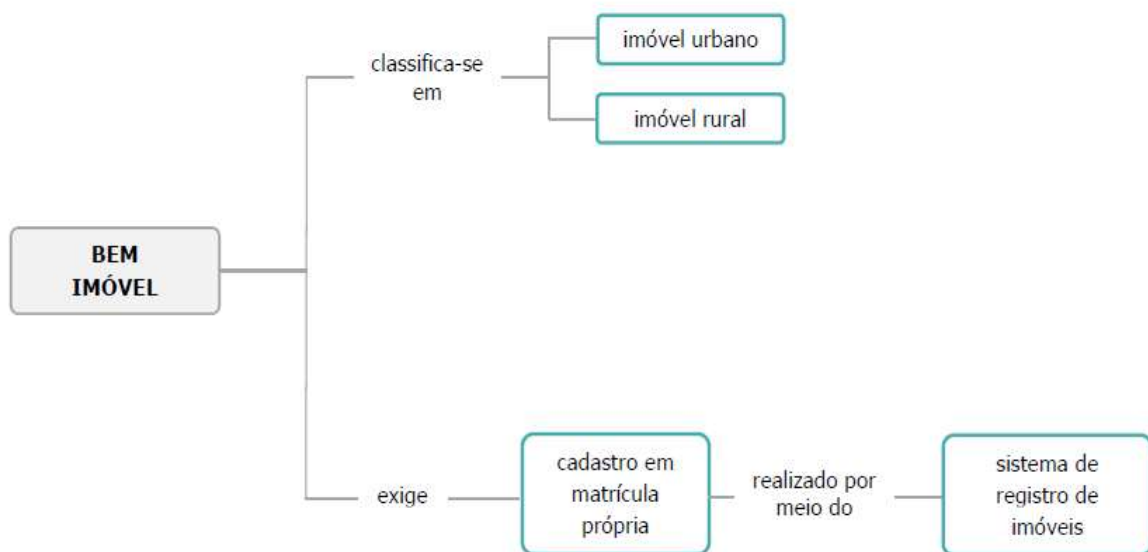 BEM
IMÓVEL
classifica-se
em
imóvel urbano
imóvel rural
exige
cadastro em
matrícula
própria
realizado por
meio do
sistema de
registro de
imóveis